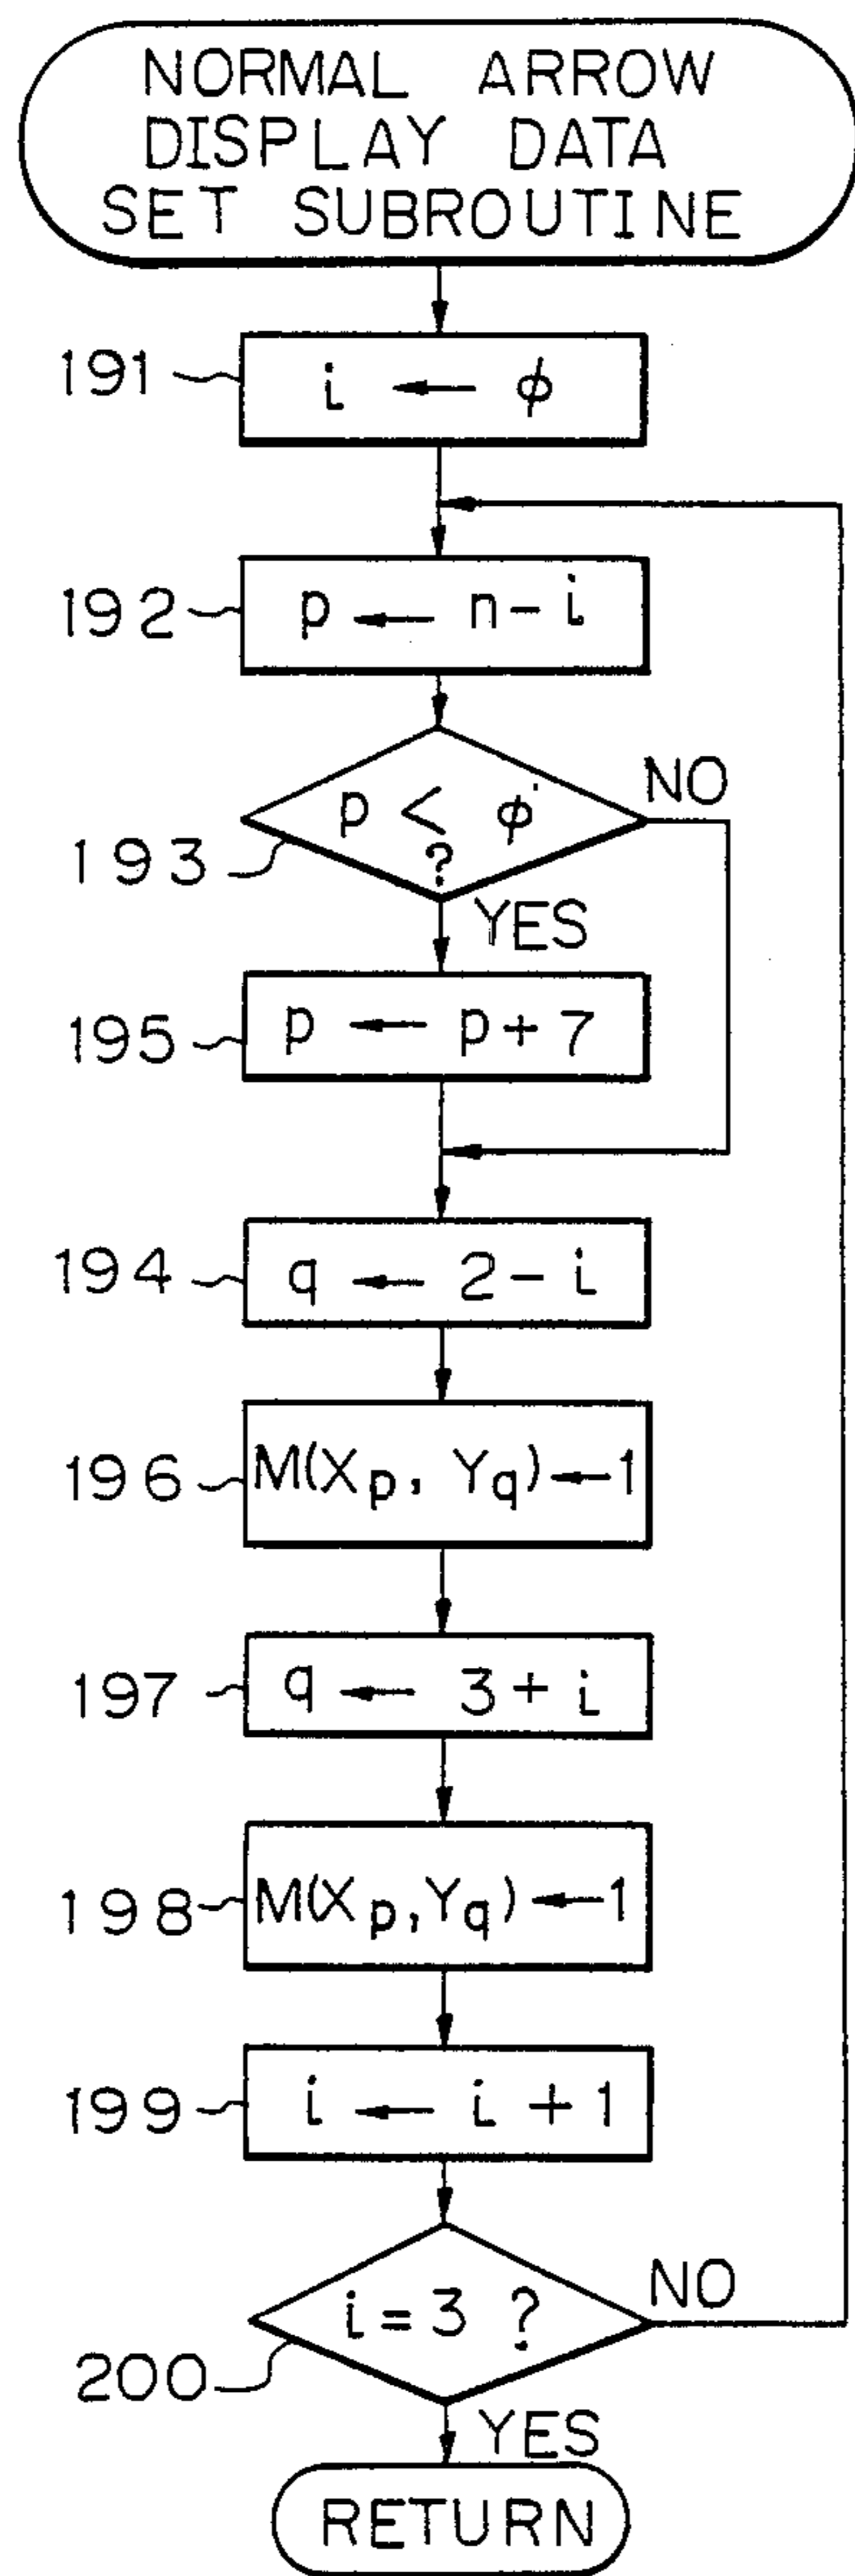 NORMAL ARROW
DISPLAY DATA
SET SUBROUTINE
191
i ← ϕ
192
p ← n - i
p < ϕ
?
NO
193
YES
195
p ← p + 7
194
q ← 2 - i
196
M(Xp, Yq) ← 1
197
q ← 3 + i
198
M(Xp, Yq) ← 1
199
i ← i + 1
i = 3 ?
NO
200
YES
RETURN